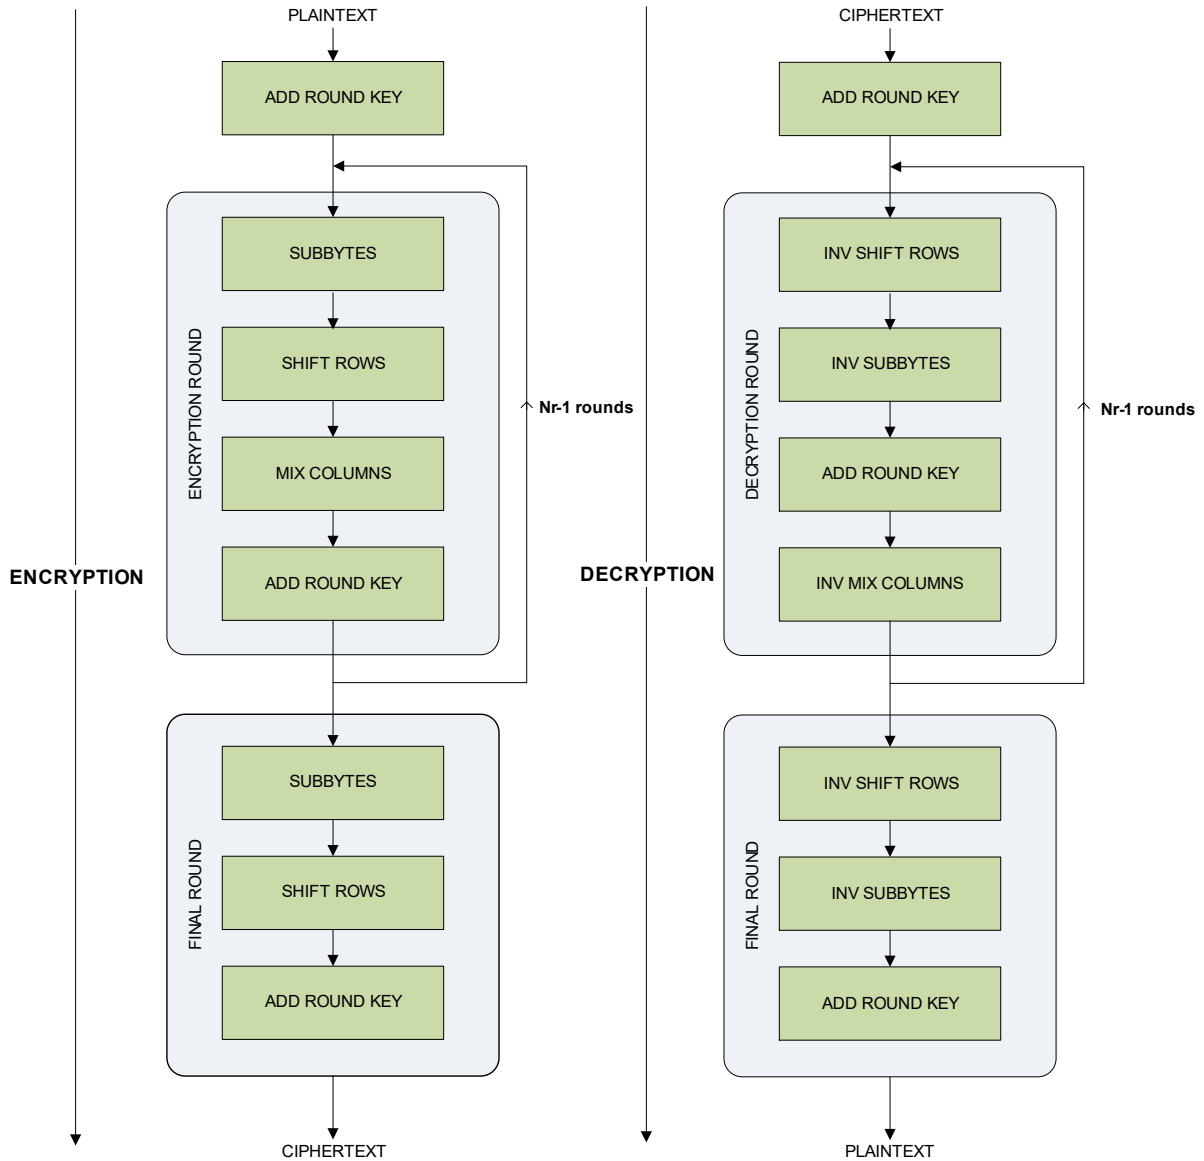 PLAINTEXT
ADD ROUND KEY
SUBBYTES
SHIFT ROWS
MIX COLUMNS
ADD ROUND KEY
ENCRYPTION ROUND
Nr-1 rounds
ENCRYPTION
SUBBYTES
SHIFT ROWS
ADD ROUND KEY
FINAL ROUND
CIPHERTEXT
CIPHERTEXT
ADD ROUND KEY
INV SHIFT ROWS
INV SUBBYTES
ADD ROUND KEY
INV MIX COLUMNS
DECRYPTION ROUND
Nr-1 rounds
DECRYPTION
INV SHIFT ROWS
INV SUBBYTES
ADD ROUND KEY
FINAL ROUND
PLAINTEXT